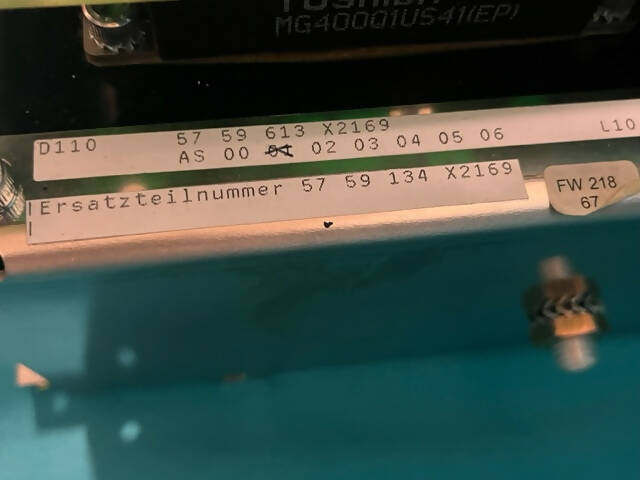 TOSHIBA
MG400Q1US41(EP)
D110 57 59 613 X2169
AS 00 01 02 03 04 05 06 L10
Ersatzteilnummer 57 59 134 X2169
FW 218
67